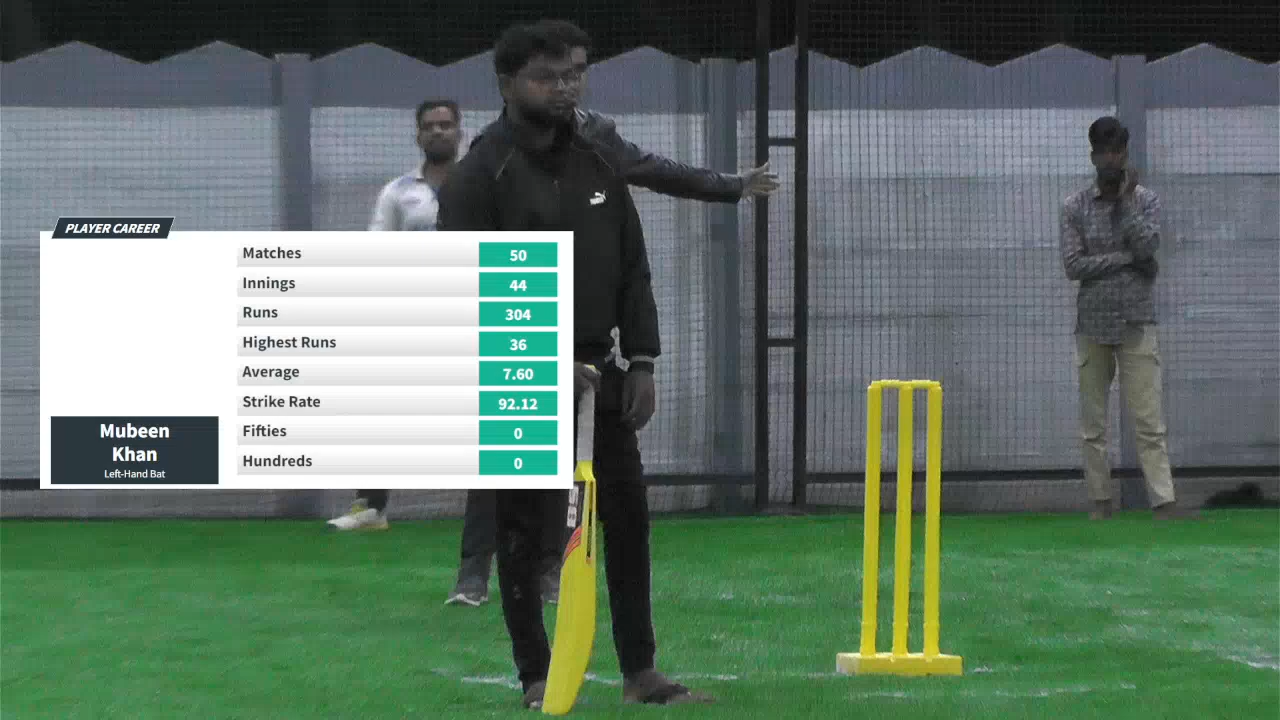 PLAYER CAREER
Matches 50
Innings 44
Runs 304
Highest Runs 36
Average 7.60
Strike Rate 92.12
Fifties 0
Hundreds 0
Mubeen
Khan
Left-Hand Bat